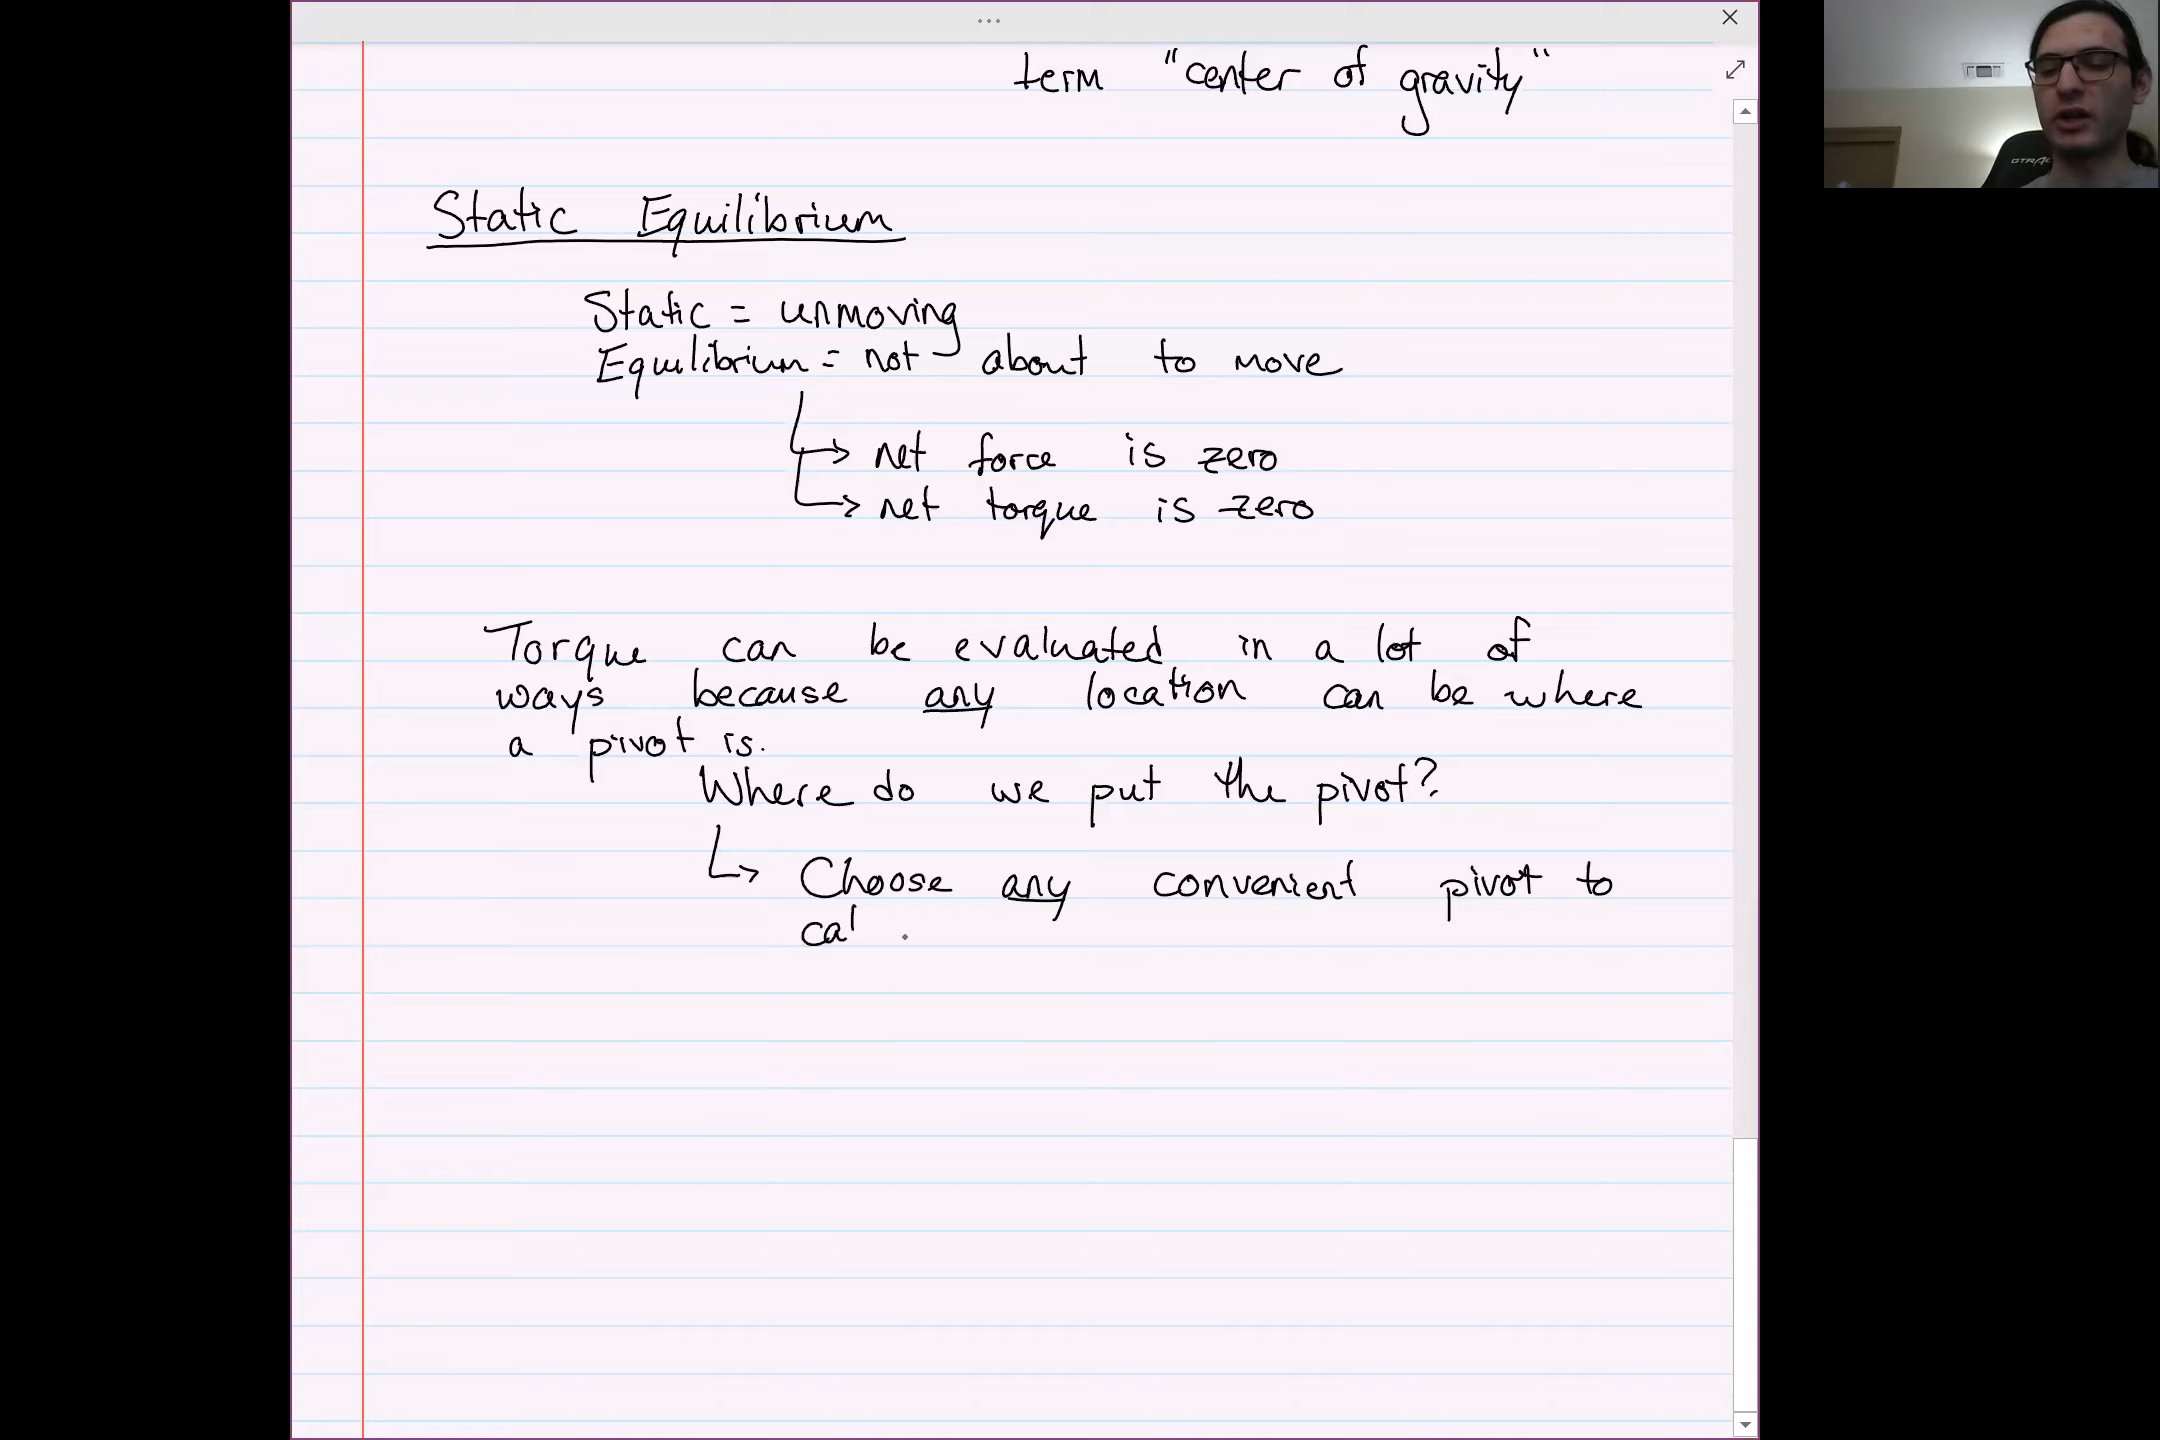 term "center of gravity"
Static Equilibrium
Static = unmoving
Equilibrium = not about to move
net force is zero
net torque is zero
Torque can be evaluated in a lot of
ways because any location can be where
a pivot is.
Where do we put the pivot?
Choose any convenient pivot to
cal